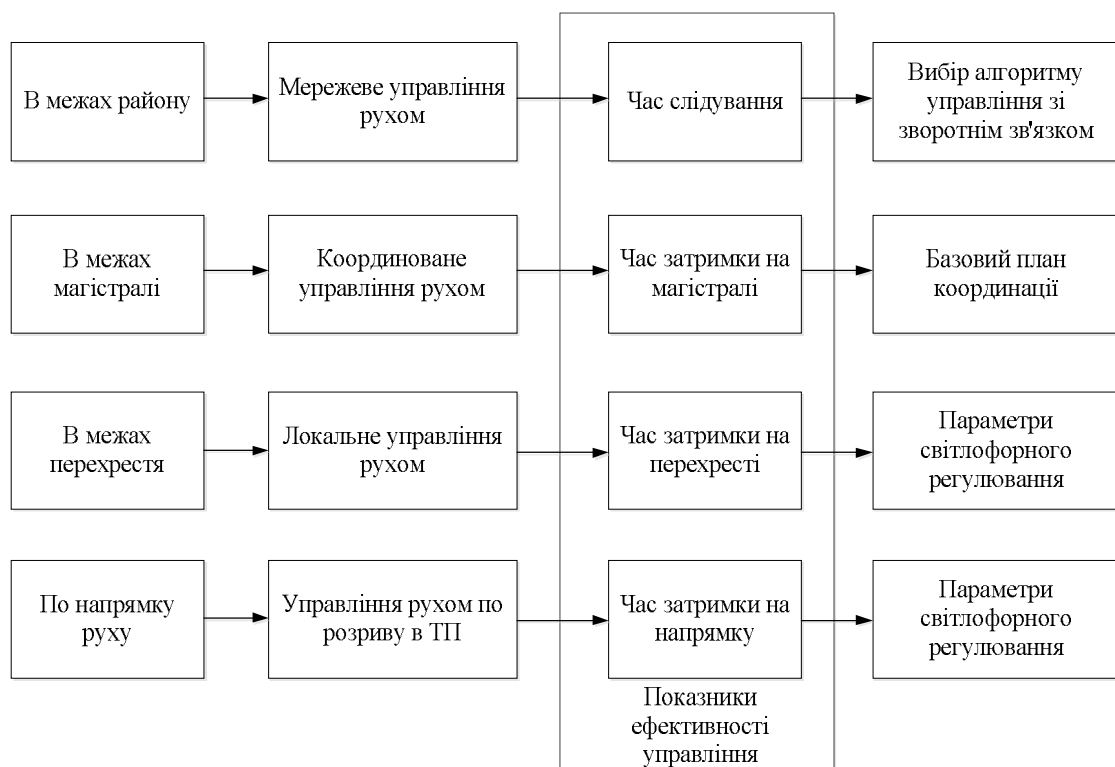 В межах району
Мережеве управління
рухом
Час слідування
Вибір алгоритму
управління зі
зворотнім зв'язком
В межах
магістралі
Координоване
управління рухом
Час затримки на
магістралі
Базовий план
координації
В межах
перехрестя
Локальне управління
рухом
Час затримки на
перехресті
Параметри
світлофорного
регулювання
По напрямку
руху
Управління рухом по
розриву в ТП
Час затримки на
напрямку
Параметри
світлофорного
регулювання
Показники
ефективності
управління